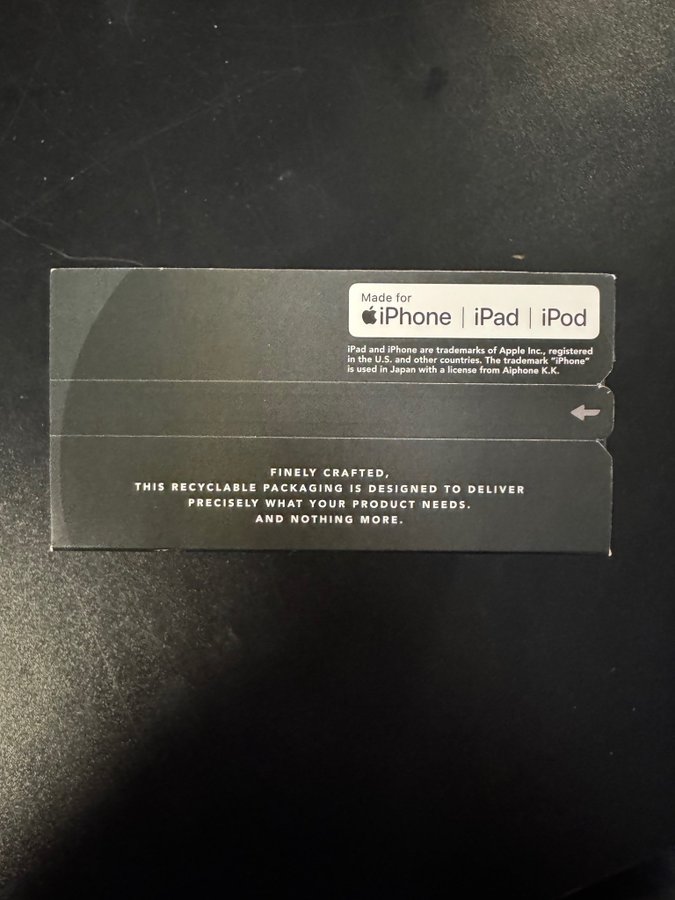 Made for
iPhone | iPad | iPod
iPad and iPhone are trademarks of Apple Inc., registered
in the U.S. and other countries. The trademark “iPhone”
is used in Japan with a license from Aiphone K.K.
FINELY CRAFTED,
THIS RECYCLABLE PACKAGING IS DESIGNED TO DELIVER
PRECISELY WHAT YOUR PRODUCT NEEDS.
AND NOTHING MORE.